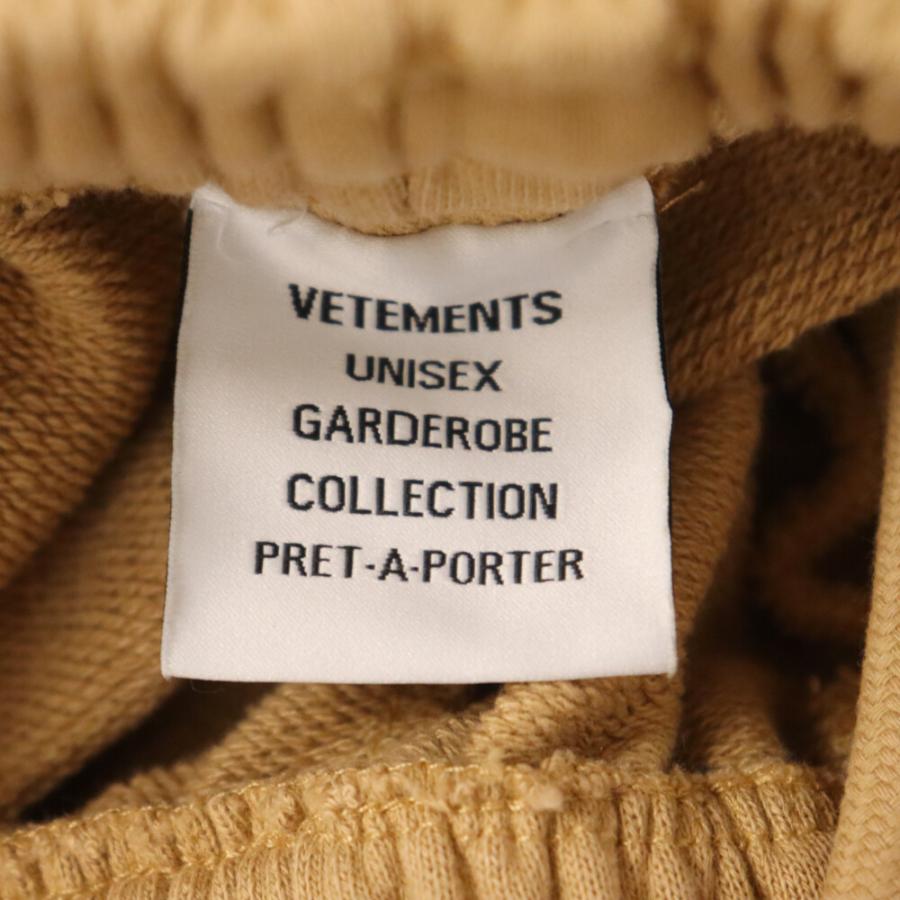 VETEMENTS
UNISEX
GARDEROBE
COLLECTION
PRET-A-PORTER